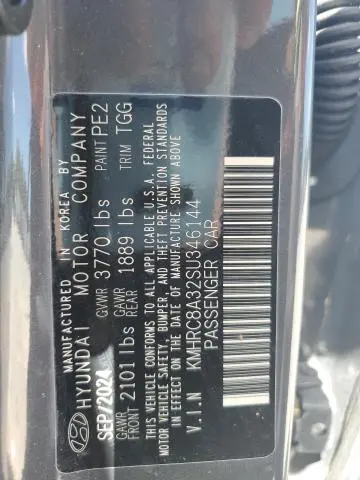 MANUFACTURED IN KOREA BY
HYUNDAI MOTOR COMPANY
SEP/2024 GVWR 3770 lbs PAINT PE2
GAWR FRONT 2101 lbs GAWR REAR 1889 lbs TRIM TGG
THIS VEHICLE CONFORMS TO ALL APPLICABLE U.S.A. FEDERAL
MOTOR VEHICLE SAFETY, BUMPER, AND THEFT PREVENTION
STANDARDS IN EFFECT ON THE DATE OF MANUFACTURE SHOWN ABOVE
V.I.N KMHRC8A32SU346144
PASSENGER CAR